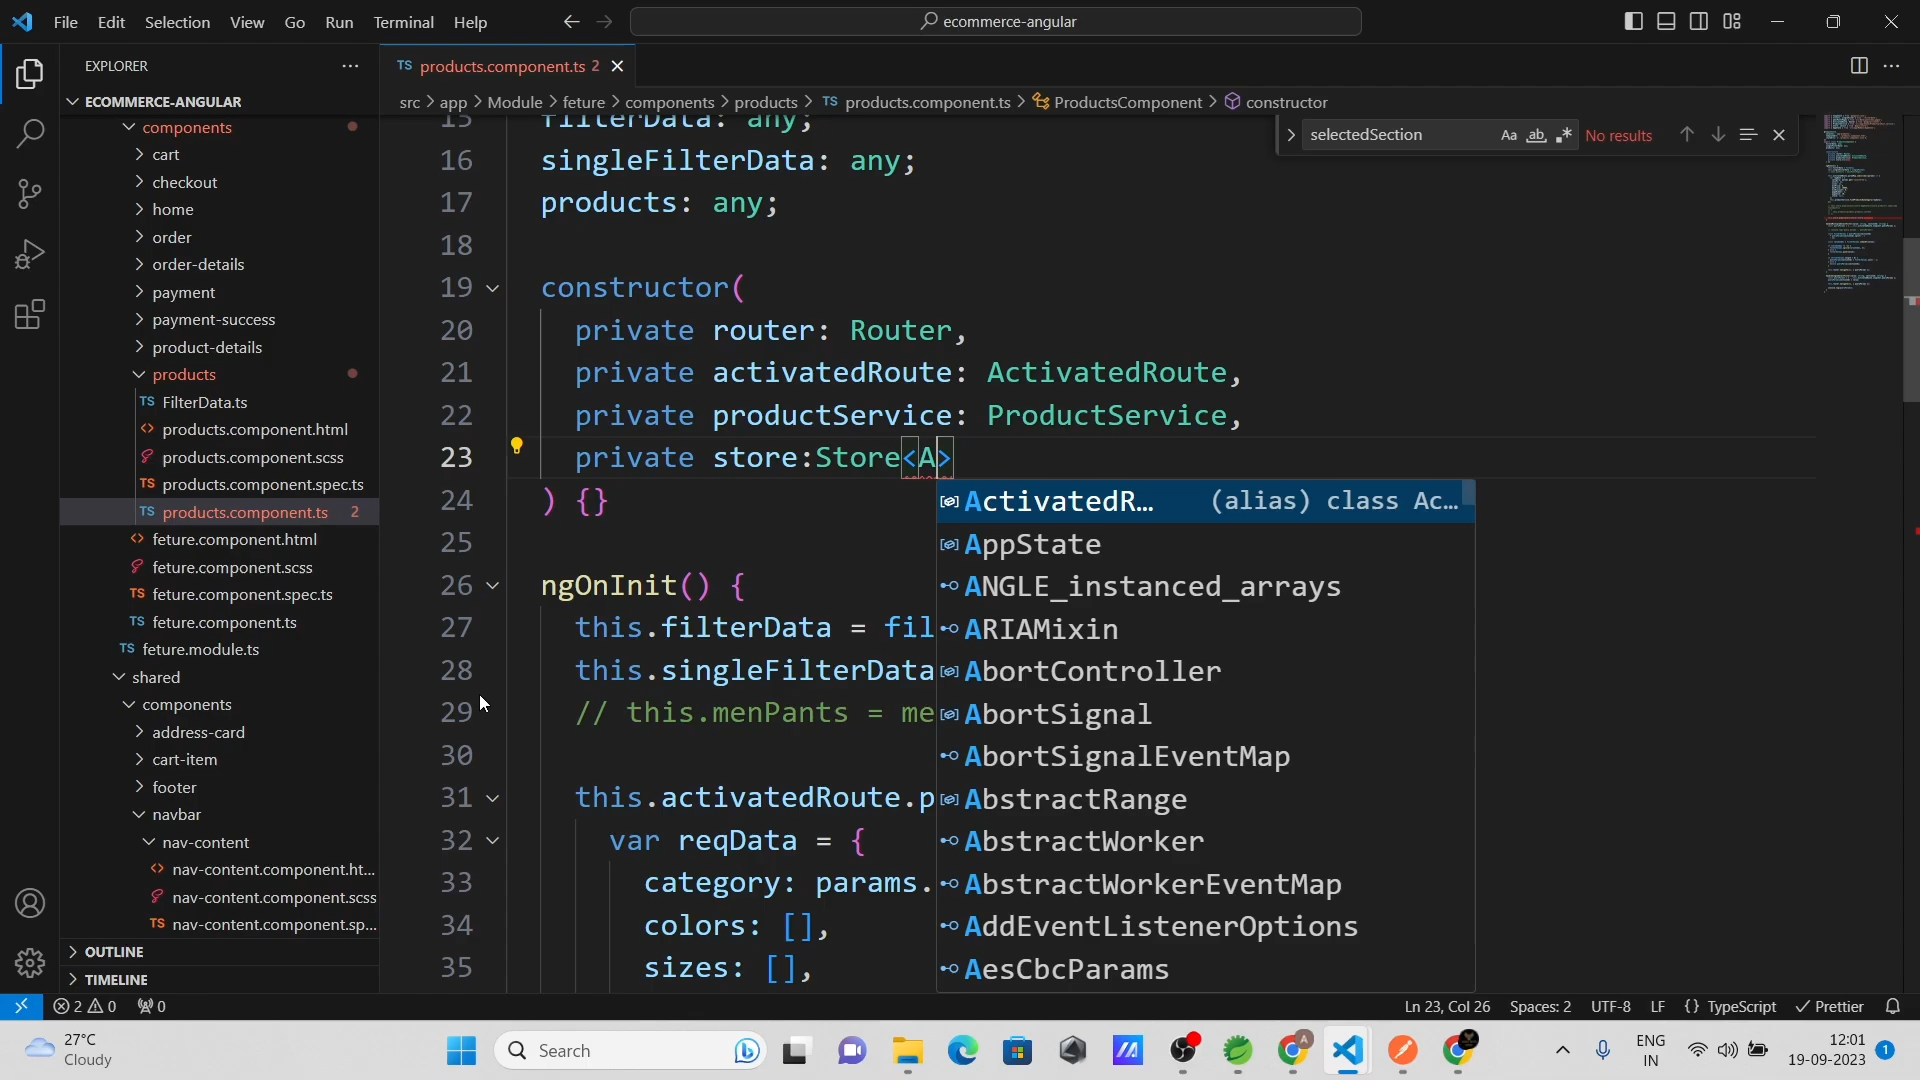 File Edit Selection View Go Run Terminal Help
ecommerce-angular
EXPLORER
ECOMMERCE-ANGULAR
components
cart
checkout
home
order
order-details
payment
payment-success
product-details
products
TS FilterData.ts
products.component.html
products.component.scss
TS products.component.spec.ts
TS products.component.ts 2
feture.component.html
feture.component.scss
TS feture.component.spec.ts
TS feture.component.ts
TS feture.module.ts
shared
components
address-card
cart-item
footer
navbar
nav-content
nav-content.component.ht...
nav-content.component.scss
TS nav-content.component.sp...
OUTLINE
TIMELINE
TS products.component.ts 2
src > app > Module > feture > components > products > TS products.component.ts > ProductsComponent > constructor
selectedSection Aa ab .* No results
15 filterData: any;
16 singleFilterData: any;
17 products: any;
18
19 constructor(
20 private router: Router,
21 private activatedRoute: ActivatedRoute,
22 private productService: ProductService,
23 private store:Store<A>
24 ) {}
25
26 ngOnInit() {
27 this.filterData = fil
28 this.singleFilterData
29 // this.menPants = me
30
31 this.activatedRoute.p
32 var reqData = {
33 category: params.
34 colors: [],
35 sizes: [],
ActivatedR... (alias) class Ac...
AppState
ANGLE_instanced_arrays
ARIAMixin
AbortController
AbortSignal
AbortSignalEventMap
AbstractRange
AbstractWorker
AbstractWorkerEventMap
AddEventListenerOptions
AesCbcParams
2 0 0
Ln 23, Col 26 Spaces: 2 UTF-8 LF {} TypeScript Prettier
27°C
Cloudy
Search
A
ENG
IN
12:01
19-09-2023
1